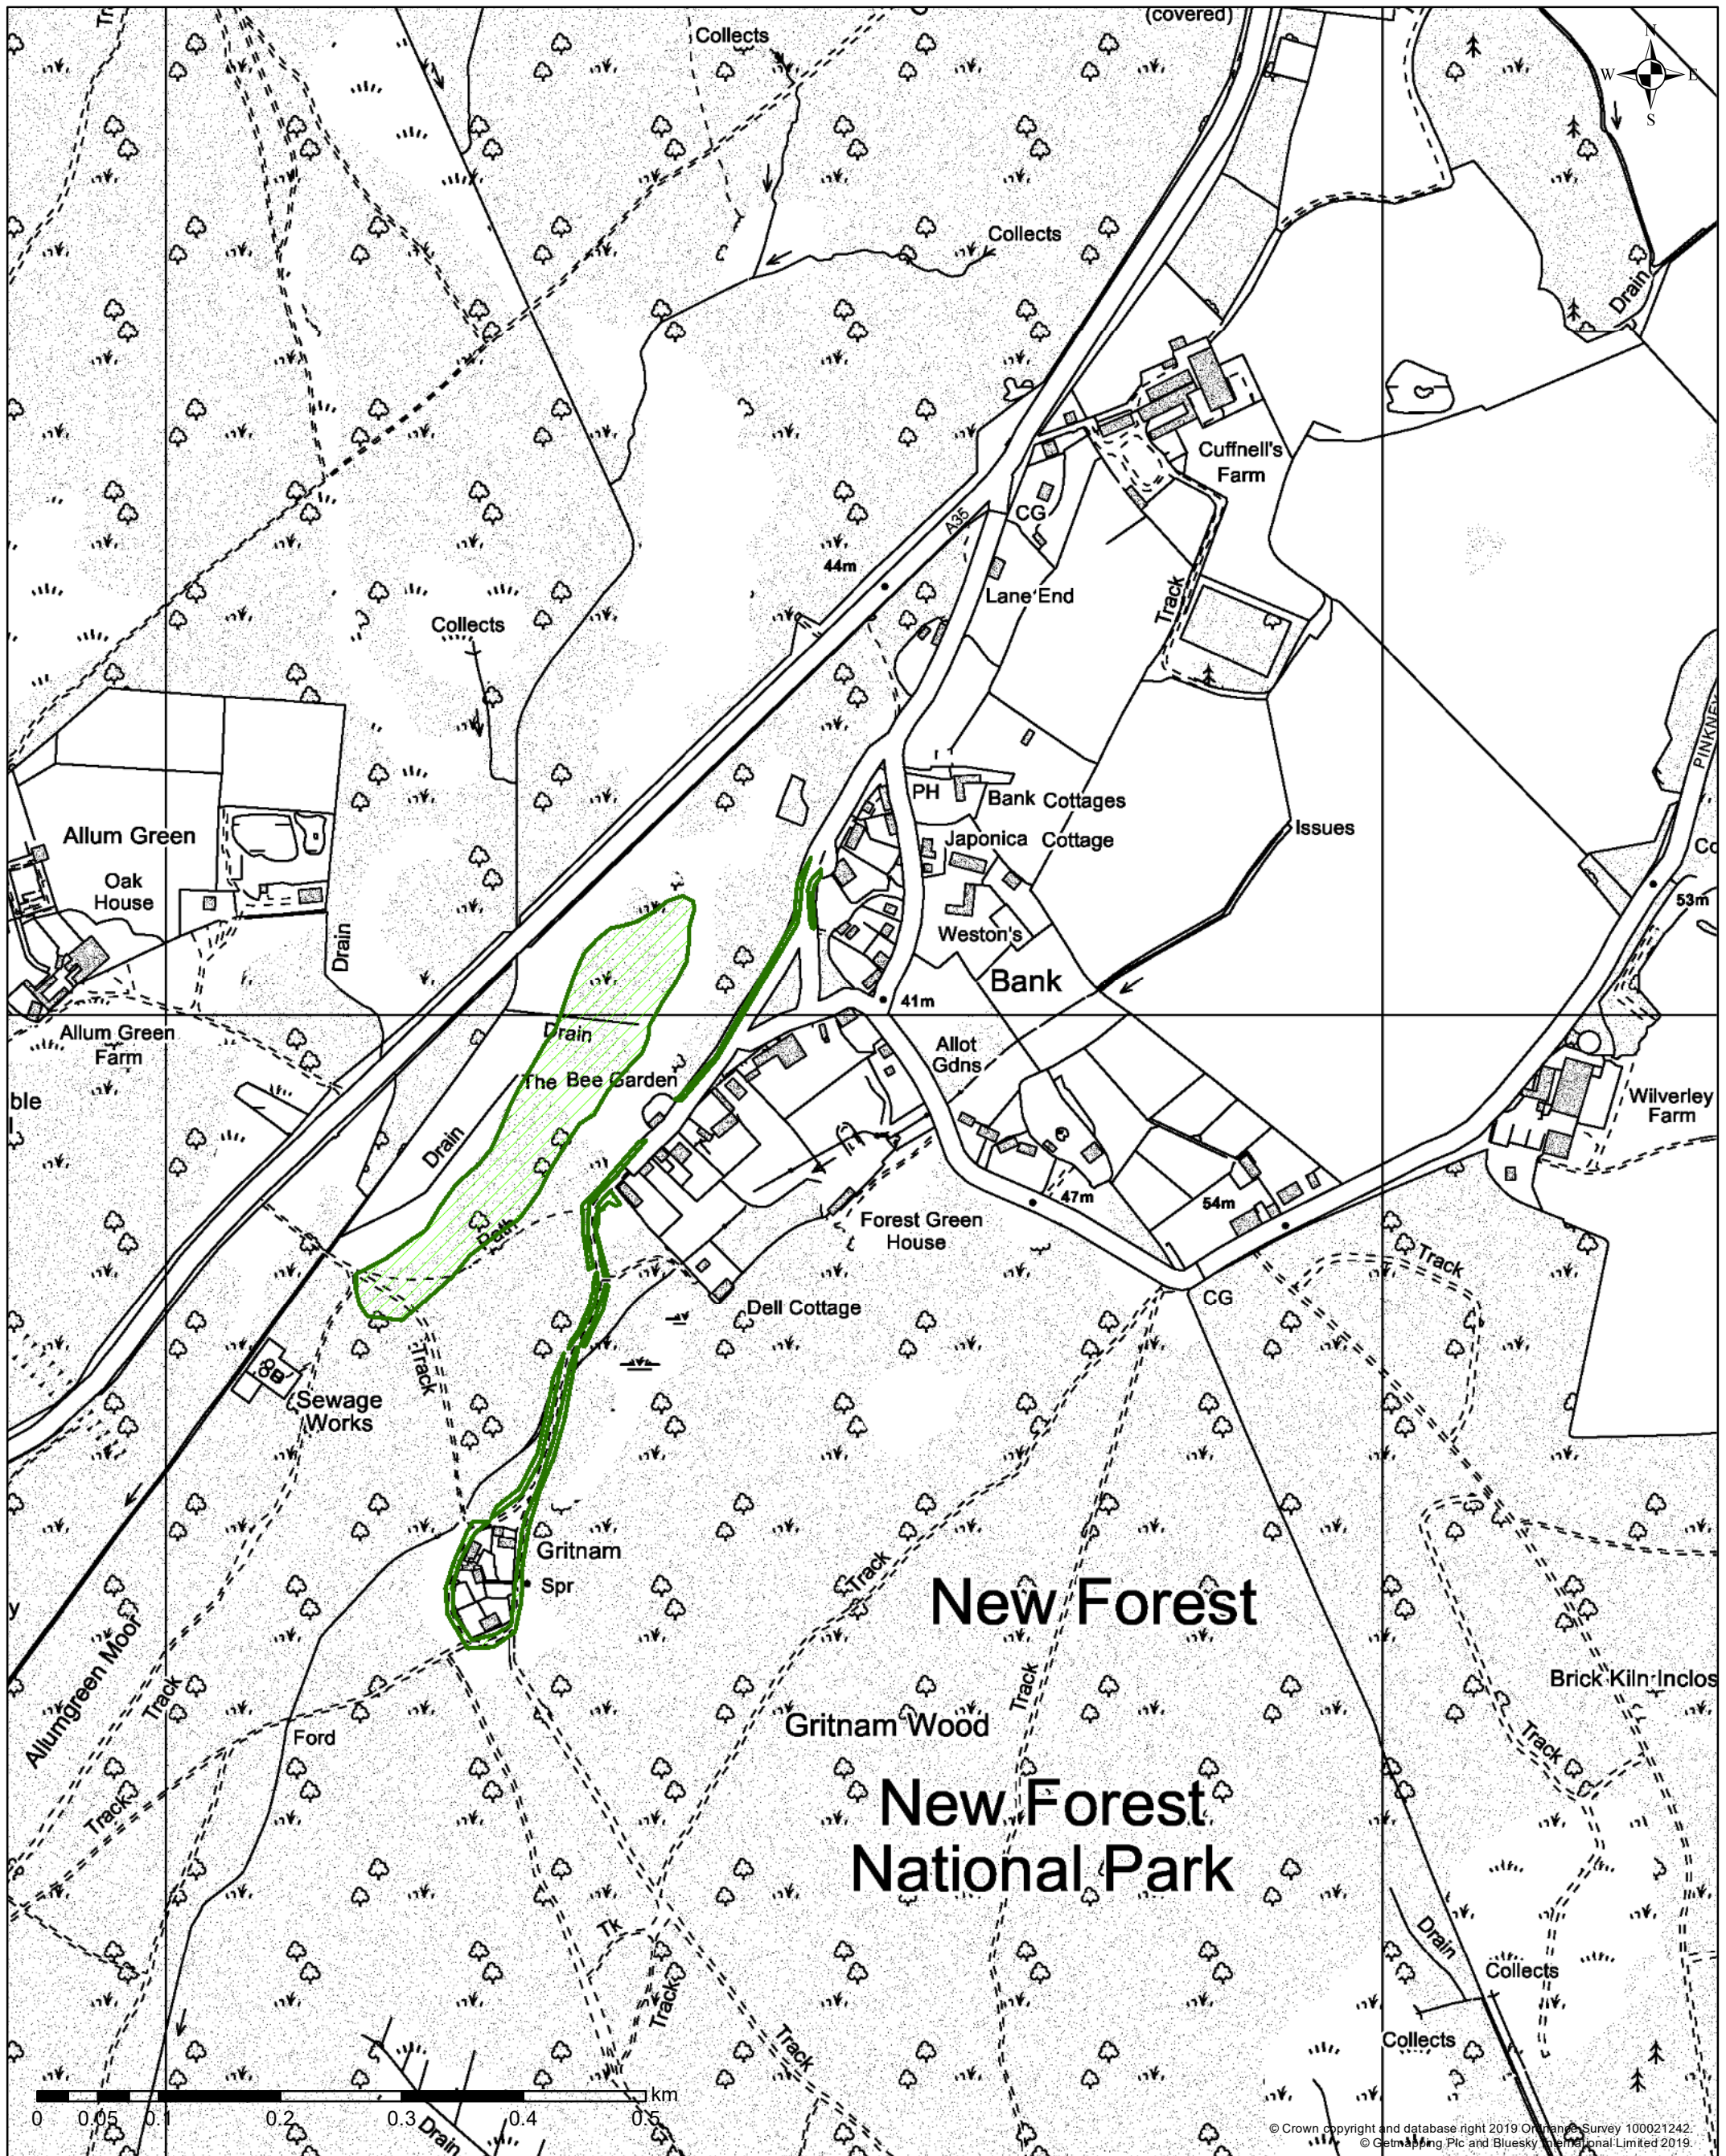 (covered)
Collects
N
W
E
S
Collects
Drain
Cuffnell's
Farm
A35
CG
44m
Lane End
Track
Collects
PINKNEY
PH
Bank Cottages
Japonica Cottage
Issues
Allum Green
Oak
House
Drain
53m
Weston's
Bank
41m
Drain
Allum Green
Farm
Allot
Gdns
The Bee Garden
ble
Wilverley
Farm
Drain
47m
54m
Forest Green
House
Path
Track
CG
Dell Cottage
Track
Sewage
Works
Gritnam
Spr
Track
New Forest
Allumgreen Moor
Track
Track
Brick Kiln Inclos
Gritnam Wood
Ford
Track
Track
New Forest
National Park
Tk
Track
Drain
Collects
Track
Collects
km
0
0.05
0.1
0.2
0.3
0.4
0.5
Drain
© Crown copyright and database right 2019 Ordnance Survey 100021242.
© Getmapping Plc and Bluesky International Limited 2019.